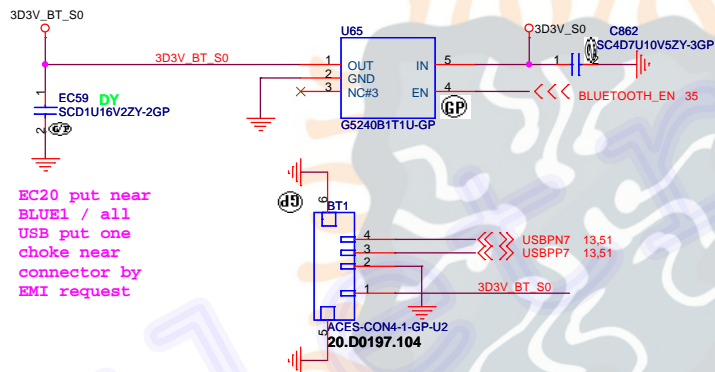 3D3V_BT_S0
3D3V_S0
C862
SC4D7U10V5ZY-3GP
U65
3D3V_BT_S0
1
OUT
IN
5
2
GND
3
NC#3
EN
4
1
2
BLUETOOTH_EN 35
GP
G5240B1T1U-GP
1
EC59
DY
SCD1U16V2ZY-2GP
2
GP
EC20 put near
BLUE1 / all
USB put one
choke near
connector by
EMI request
GP
6
BT1
4
USBPN7 13,51
3
USBPP7 13,51
2
1
3D3V_BT_S0
5
ACES-CON4-1-GP-U2
20.D0197.104